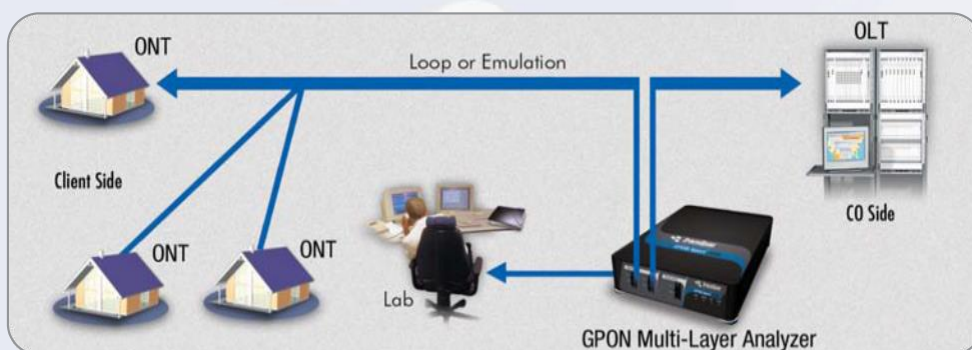 ONT
OLT
Loop or Emulation
Client Side
CO Side
ONT
ONT
Lab
GPON Multi-Layer Analyzer